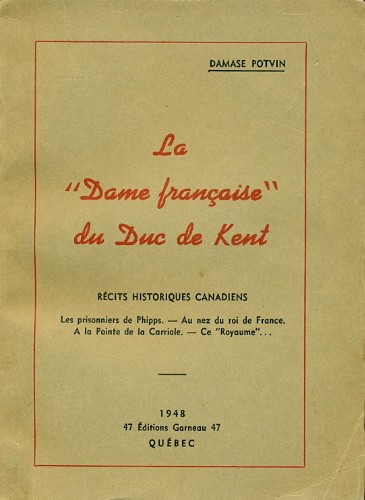 DAMASE POTVIN
La
"Dame française"
du Duc de Kent
RÉCITS HISTORIQUES CANADIENS
Les prisonniers de Phipps. — Au nez du roi de France.
A la Pointe de la Carriole. — Ce "Royaume"...
1948
47 Éditions Garneau 47
QUÉBEC